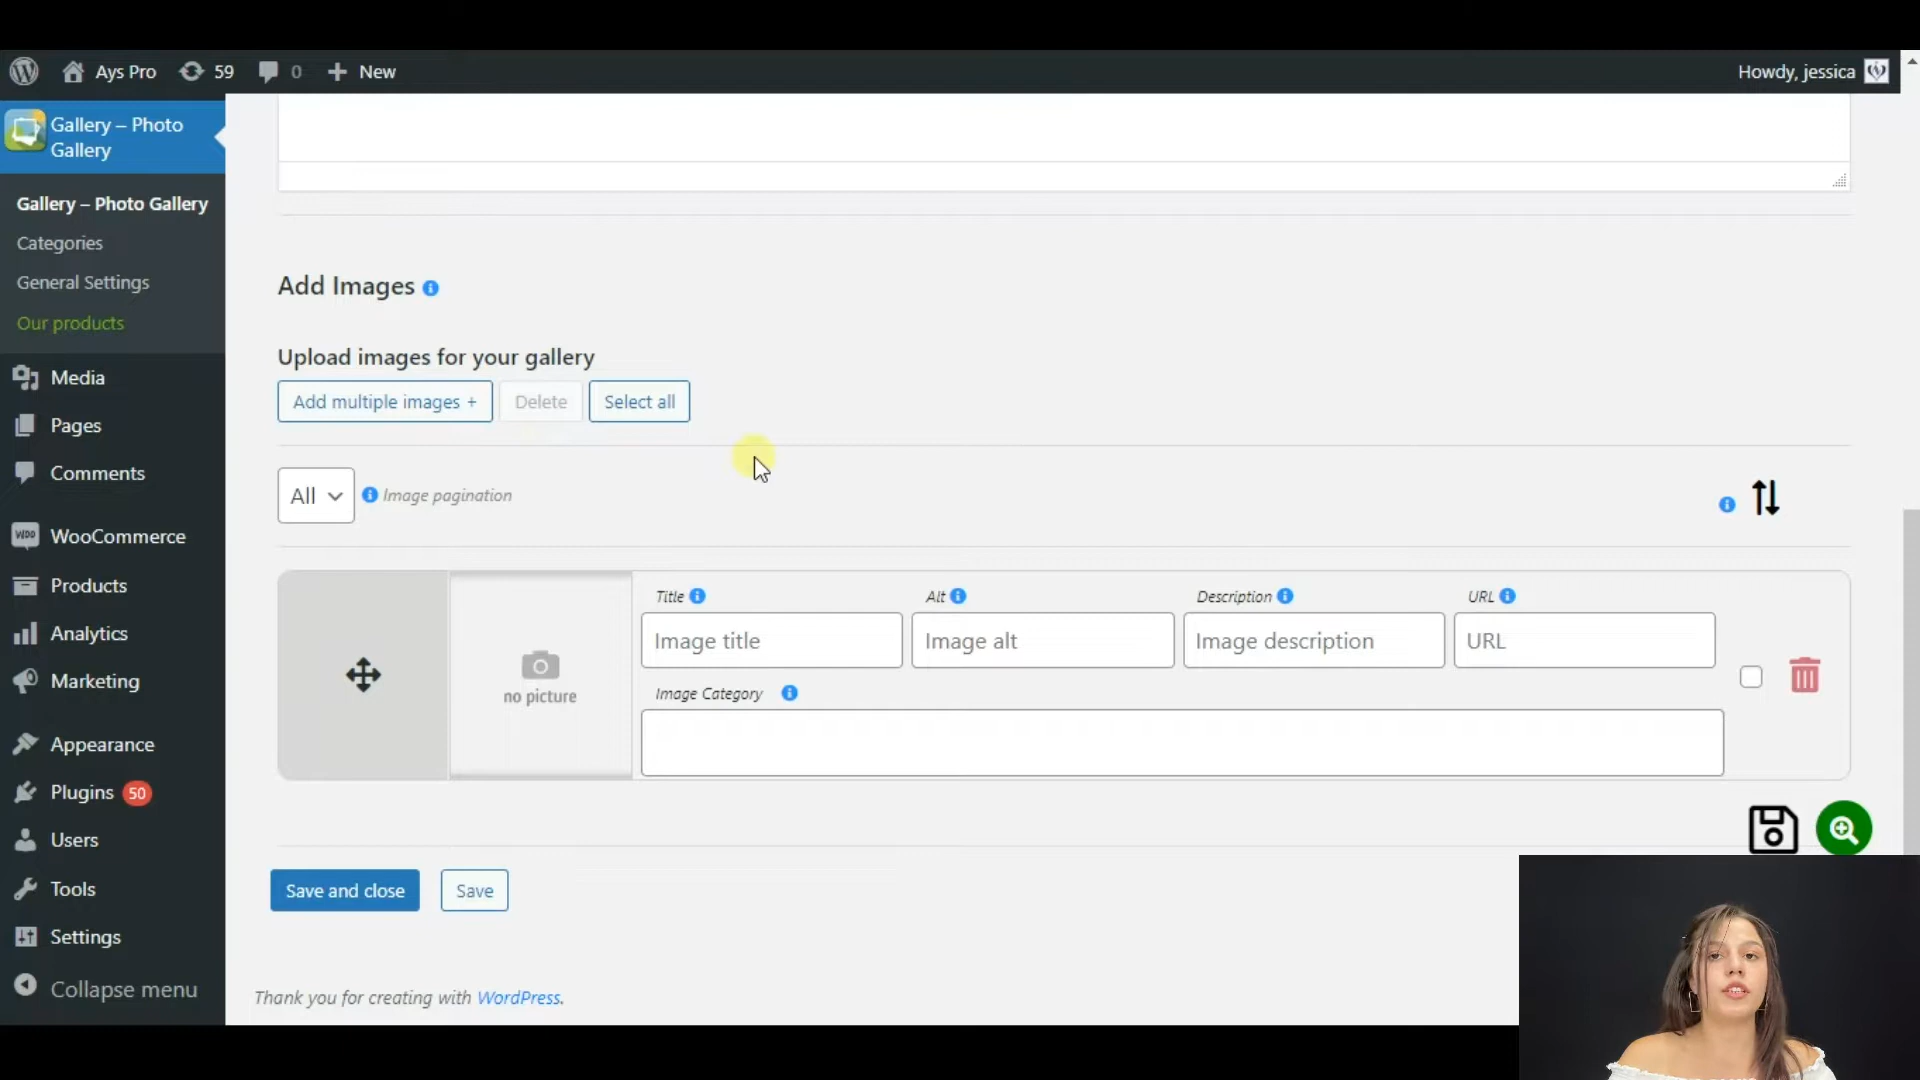 Ays Pro 59 0 New Howdy, jessica
Gallery – Photo
Gallery
Gallery – Photo Gallery
Categories
General Settings
Our products
Media
Pages
Comments
WooCommerce
Products
Analytics
Marketing
Appearance
Plugins 50
Users
Tools
Settings
Collapse menu
Add Images
Upload images for your gallery
Add multiple images + Delete Select all
All Image pagination
Title Alt Description URL
Image title Image alt Image description URL
no picture
Image Category
Save and close Save
Thank you for creating with WordPress.